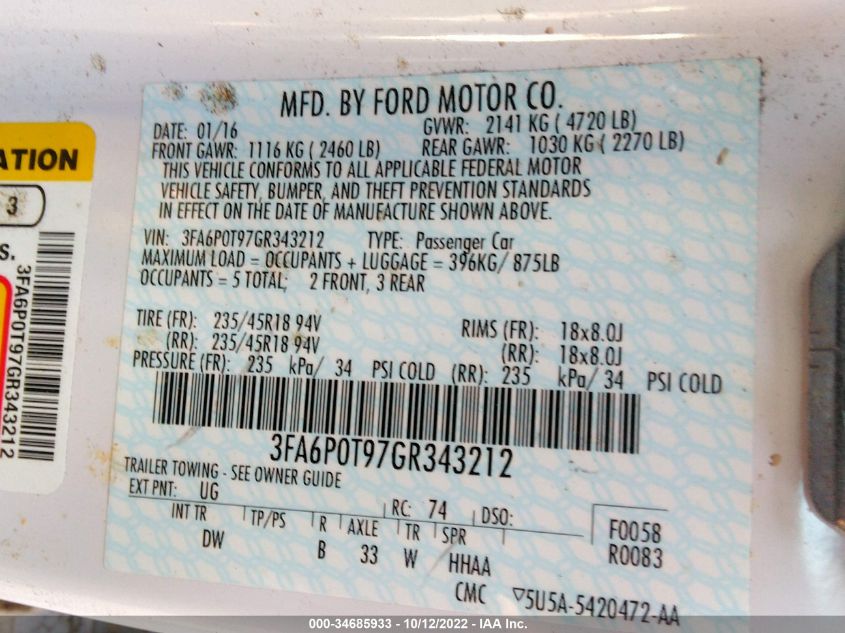 MFD. BY FORD MOTOR CO.
DATE: 01/16 GVWR: 2141 KG ( 4720 LB)
FRONT GAWR: 1116 KG ( 2460 LB) REAR GAWR: 1030 KG ( 2270 LB)
THIS VEHICLE CONFORMS TO ALL APPLICABLE FEDERAL MOTOR
VEHICLE SAFETY, BUMPER, AND THEFT PREVENTION STANDARDS
IN EFFECT ON THE DATE OF MANUFACTURE SHOWN ABOVE.
VIN: 3FA6P0T97GR343212 TYPE: Passenger Car
MAXIMUM LOAD = OCCUPANTS + LUGGAGE = 396KG/ 875LB
OCCUPANTS = 5 TOTAL; 2 FRONT, 3 REAR
TIRE (FR): 235/45R18 94V RIMS (FR): 18x8.0J
(RR): 235/45R18 94V (RR): 18x8.0J
PRESSURE (FR): 235 kPa/ 34 PSI COLD (RR): 235 kPa/ 34 PSI COLD
3FA6P0T97GR343212
TRAILER TOWING - SEE OWNER GUIDE
EXT PNT: UG RC: 74 DSO: F0058
INT TR TP/PS R AXLE TR SPR R0083
DW B 33 W HHAA
CMC ▽5U5A-5420472-AA
ATION
3
S.
3FA6P0T97GR343212
000-34685933 - 10/12/2022 - IAA Inc.